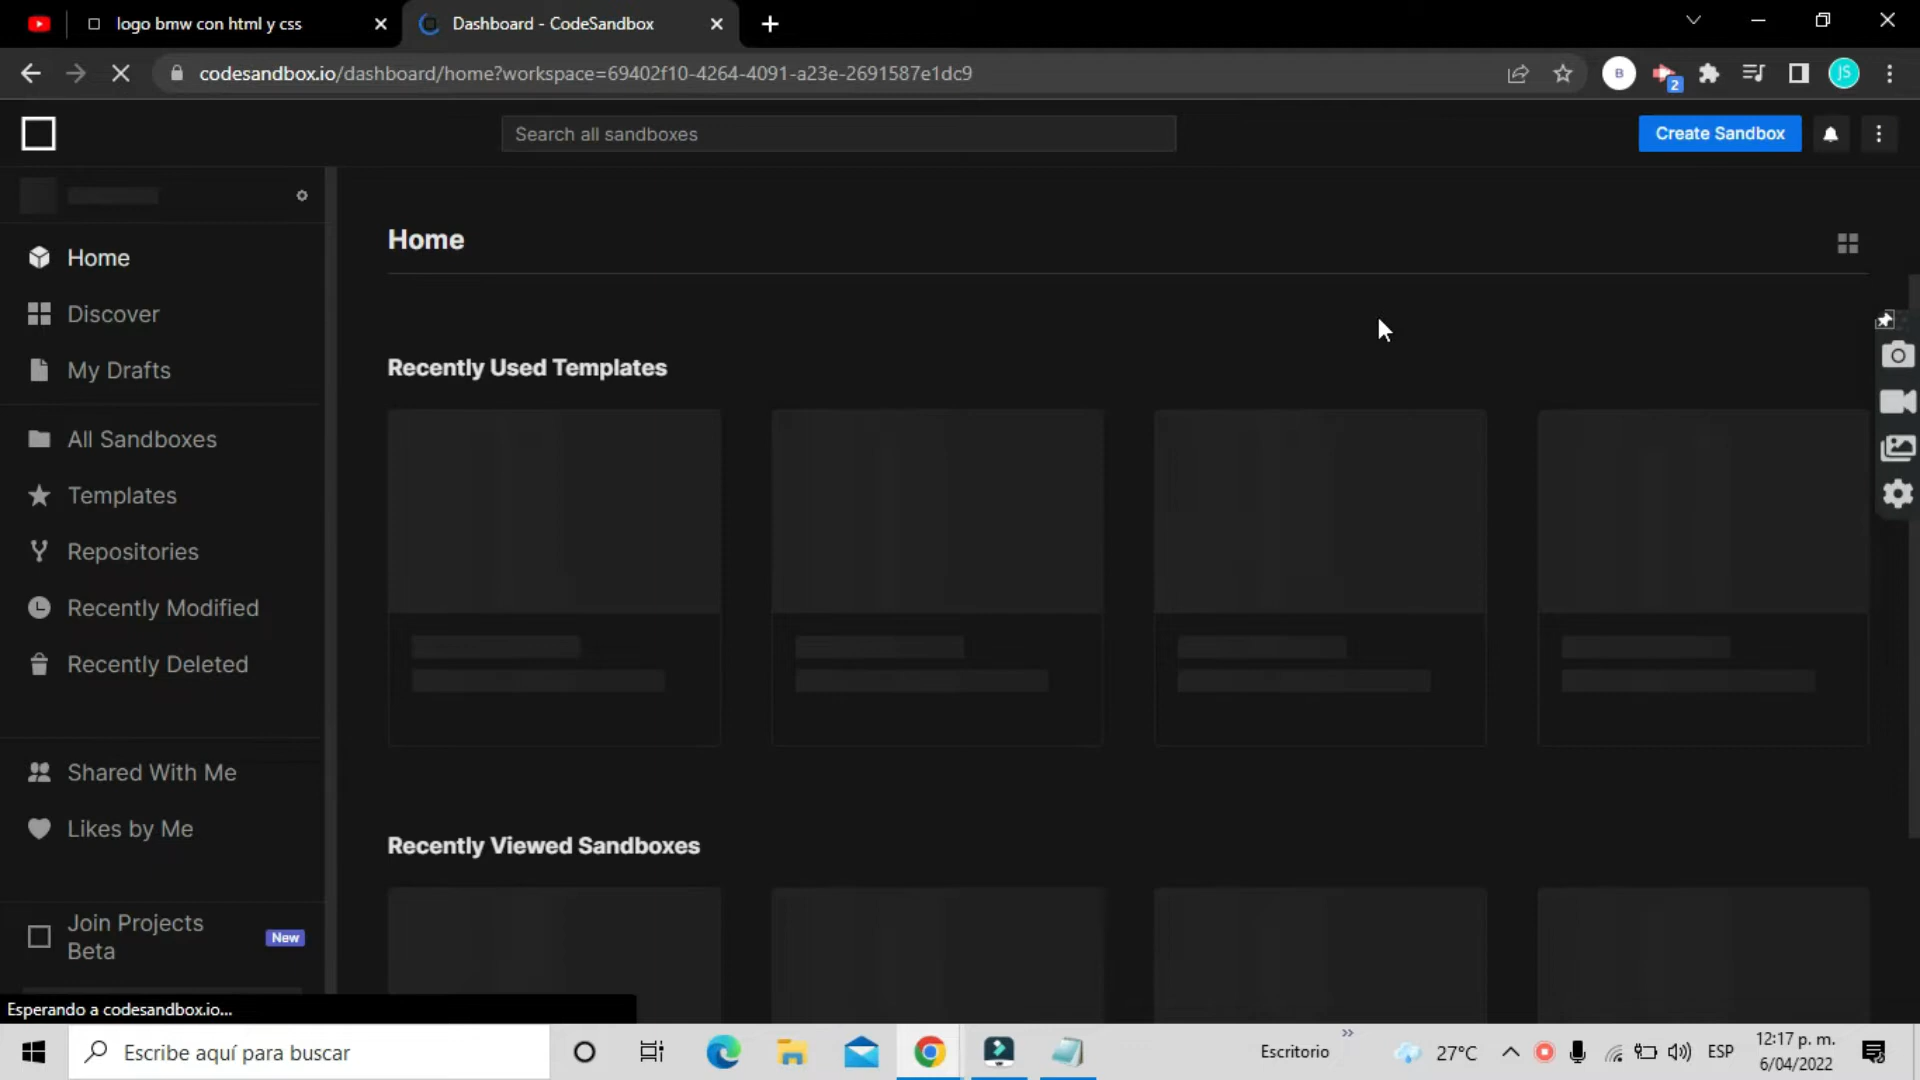 logo bmw con html y css
Dashboard - CodeSandbox
codesandbox.io/dashboard/home?workspace=69402f10-4264-4091-a23e-2691587e1dc9
B
2
JS
Search all sandboxes
Create Sandbox
Home
Discover
My Drafts
All Sandboxes
Templates
Repositories
Recently Modified
Recently Deleted
Shared With Me
Likes by Me
Join Projects
Beta
New
Home
Recently Used Templates
Recently Viewed Sandboxes
Esperando a codesandbox.io...
Escribe aquí para buscar
Escritorio
27°C
ESP
12:17 p. m.
6/04/2022